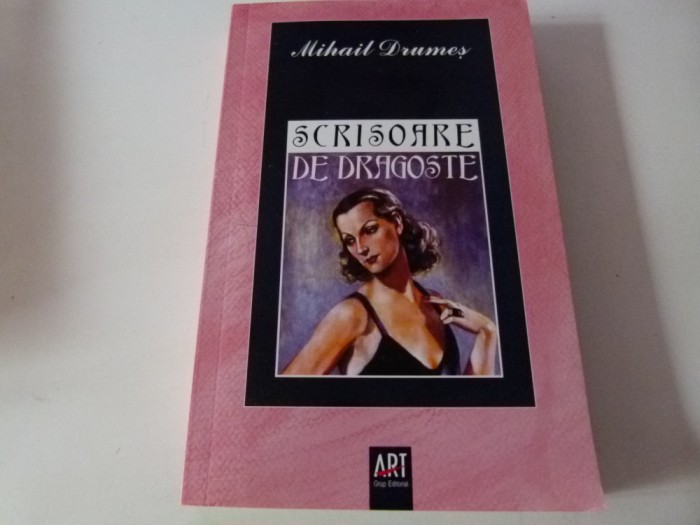 Mihail Drumeș
SCRISOARE
DE DRAGOSTE
ART
Grup Editorial